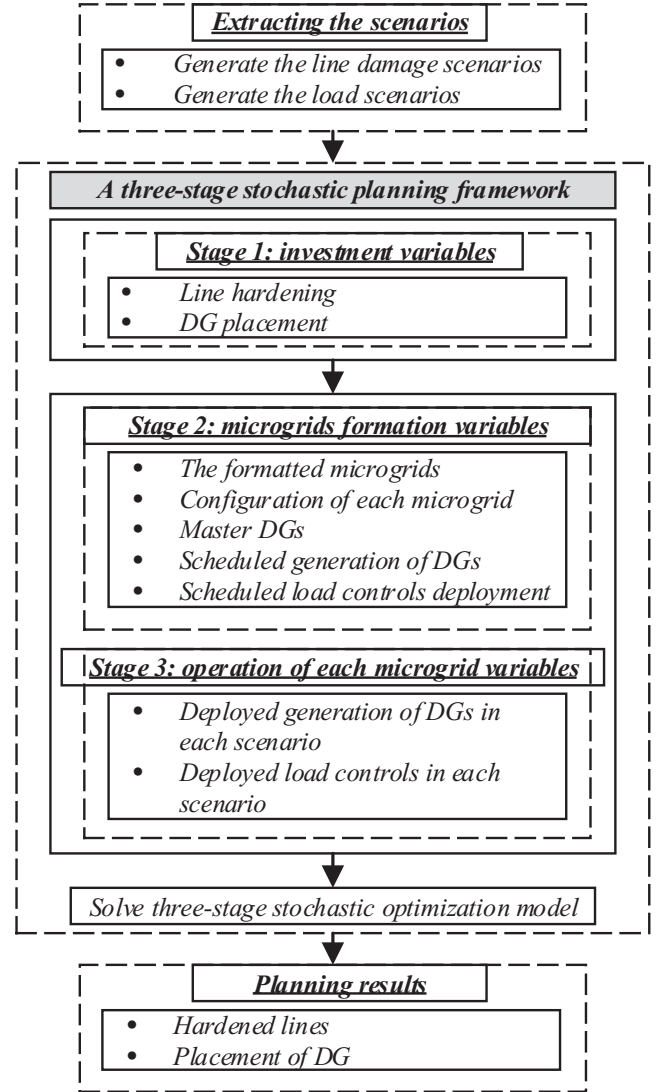 Extracting the scenarios
• Generate the line damage scenarios
• Generate the load scenarios
A three-stage stochastic planning framework
Stage 1: investment variables
• Line hardening
• DG placement
Stage 2: microgrids formation variables
• The formatted microgrids
• Configuration of each microgrid
• Master DGs
• Scheduled generation of DGs
• Scheduled load controls deployment
Stage 3: operation of each microgrid variables
• Deployed generation of DGs in
each scenario
• Deployed load controls in each
scenario
Solve three-stage stochastic optimization model
Planning results
• Hardened lines
• Placement of DG